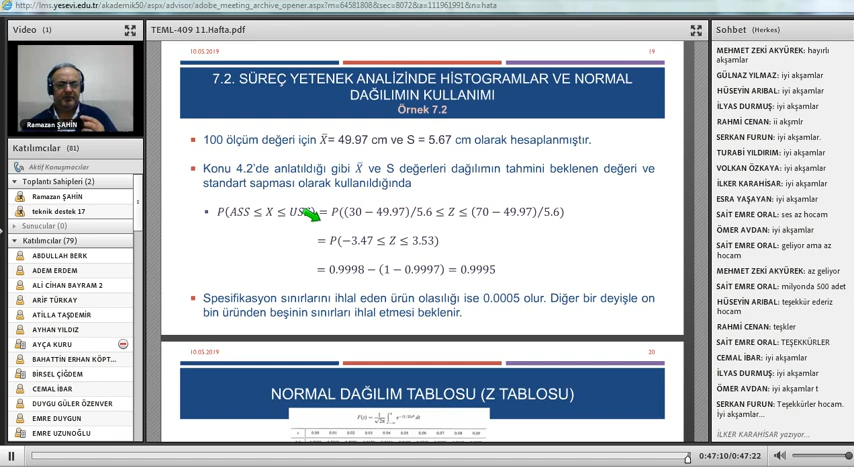 http://lms.yesevi.edu.tr/akademik50/aspx/advisor/adobe_meeting_archive_opener.aspx?m=64581808&sec=8072&a=111961991&n=hata
Video (1)
Ramazan ŞAHİN
Katılımcılar (81)
Aktif Konuşmacılar
Toplantı Sahipleri (2)
Ramazan ŞAHİN
teknik destek 17
Sunucular (0)
Katılımcılar (79)
ABDULLAH BERK
ADEM ERDEM
ALİ CİHAN BAYRAM 2
ARİF TÜRKAY
ATİLLA TAŞDEMİR
AYHAN YILDIZ
AYÇA KURU
BAHATTİN ERHAN KÖPT...
BİRSEL ÇİĞDEM
CEMAL İBAR
DUYGU GÜLER ÖZENVER
EMRE DUYGUN
EMRE UZUNOĞLU
TEML-409 11.Hafta.pdf
10.05.2019
19
7.2. SÜREÇ YETENEK ANALİZİNDE HİSTOGRAMLAR VE NORMAL
DAĞILIMIN KULLANIMI
Örnek 7.2
100 ölçüm değeri için X̄= 49.97 cm ve S = 5.67 cm olarak hesaplanmıştır.
Konu 4.2'de anlatıldığı gibi X̄ ve S değerleri dağılımın tahmini beklenen değeri ve
standart sapması olarak kullanıldığında
P(ASS ≤ X ≤ US = P((30 − 49.97)/5.6 ≤ Z ≤ (70 − 49.97)/5.6)
= P(−3.47 ≤ Z ≤ 3.53)
= 0.9998 − (1 − 0.9997) = 0.9995
Spesifikasyon sınırlarını ihlal eden ürün olasılığı ise 0.0005 olur. Diğer bir deyişle on
bin üründen beşinin sınırları ihlal etmesi beklenir.
10.05.2019
20
NORMAL DAĞILIM TABLOSU (Z TABLOSU)
Sohbet (Herkes)
MEHMET ZEKİ AKYÜREK: hayırlı
akşamlar
GÜLNAZ YILMAZ: iyi akşamlar
HÜSEYİN ARIBAL: iyi akşamlar
İLYAS DURMUŞ: iyi akşamlar
RAHMİ CENAN: ii akşmlr
SERKAN FURUN: iyi akşamlar.
TURABİ YILDIRIM: iyi akşamlar
VOLKAN ÖZKAYA: iyi akşamlar
İLKER KARAHİSAR: iyi akşamlar
ESRA YAŞAYAN: iyi akşamlar
SAİT EMRE ORAL: ses az hocam
ÖMER AVDAN: iyi akşamlar
SAİT EMRE ORAL: geliyor ama az
hocam
MEHMET ZEKİ AKYÜREK: az geliyor
SAİT EMRE ORAL: milyonda 500 adet
HÜSEYİN ARIBAL: teşekkür ederiz
hocam
RAHMİ CENAN: teşkler
SAİT EMRE ORAL: TEŞEKKÜRLER
CEMAL İBAR: iyi akşamlar
İLYAS DURMUŞ: iyi akşamlar
ÖMER AVDAN: iyi akşamlar t
SERKAN FURUN: Teşekkürler hocam.
İyi akşamlar...
İLKER KARAHİSAR yazıyor...
0:47:10/0:47:22